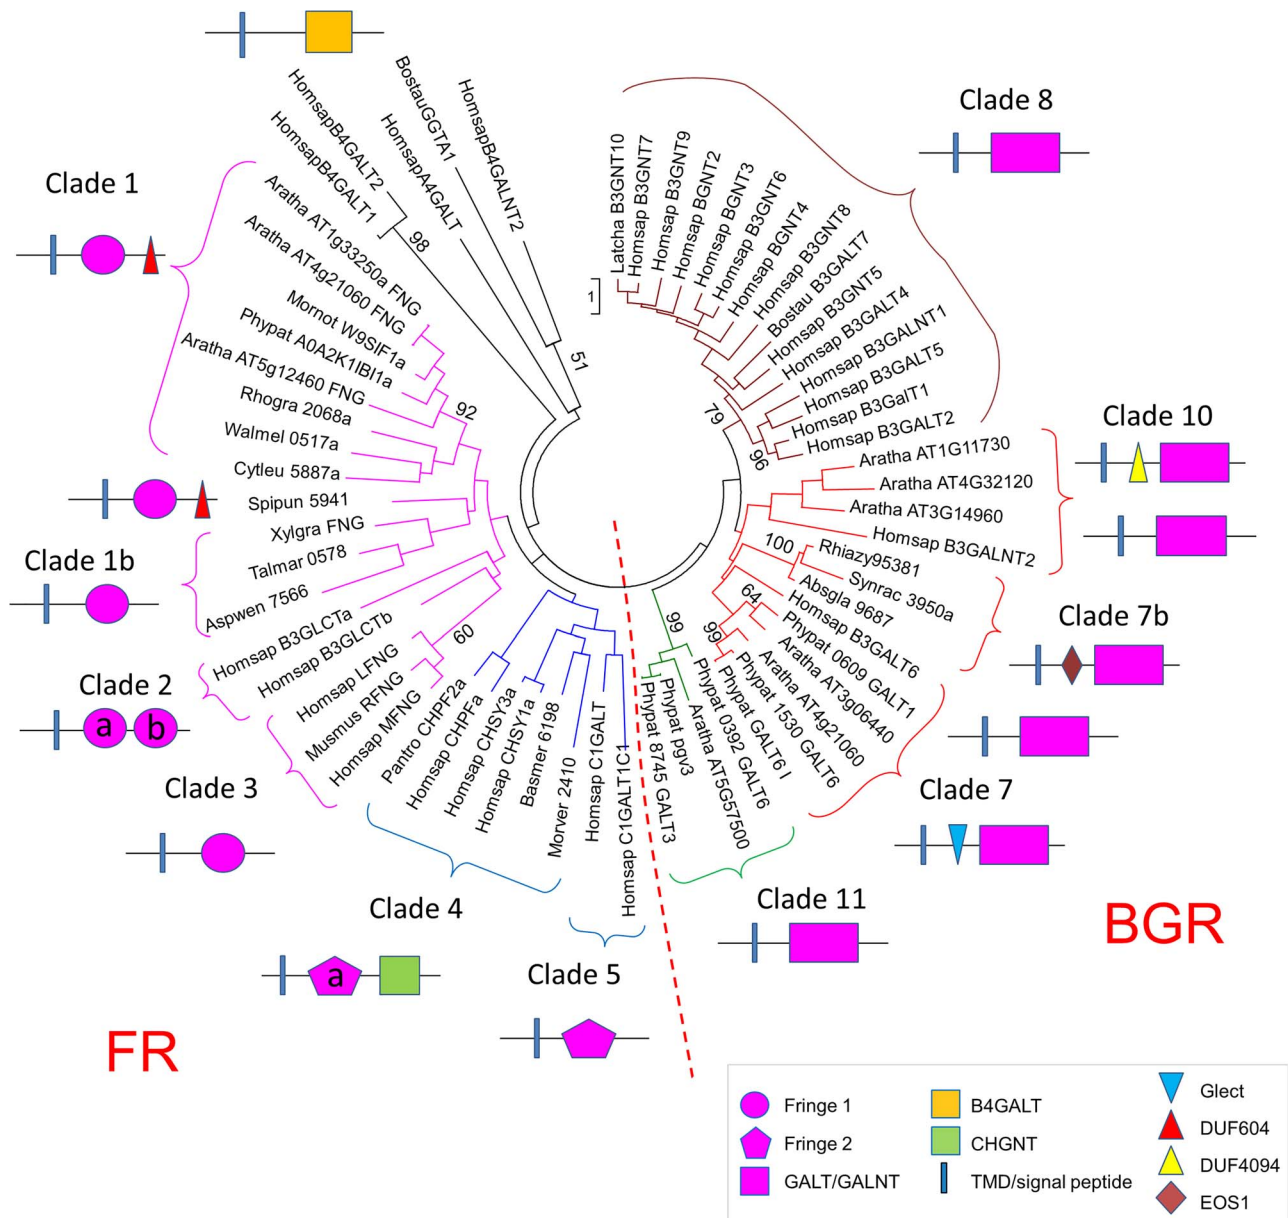 HomsapB4GALT1
HomsapB4GALT2
HomsapA4GALT
BostauGGTA1
HomsapB4GALNT2
98
51
Clade 8
1
Latcha B3GNT10
Homsap B3GNT7
Homsap B3GNT9
Homsap BGNT2
Homsap BGNT3
Homsap B3GNT6
Homsap BGNT4
Homsap B3GNT8
Bostau B3GALT7
Homsap B3GNT5
Homsap B3GALT4
Homsap B3GALNT1
Homsap B3GALT5
Homsap B3GalT1
Homsap B3GALT2
79
96
Clade 10
Aratha AT1G11730
Aratha AT4G32120
Aratha AT3G14960
Homsap B3GALNT2
100
Rhiazy95381
Synrac 3950a
Absgla 9687
Homsap B3GALT6
Clade 7b
64
99
Phypat 0609 GALT1
Aratha AT3g06440
Aratha AT4g21060
Phypat 1530 GALT6
Phypat GALT6 I
Clade 7
99
Phypat 0392 GALT6
Aratha AT5G57500
Phypat pgv3
Phypat 8745 GALT3
Clade 11
BGR
Clade 1
Aratha AT1g33250a FNG
Aratha AT4g21060 FNG
Mornot W9SIF1a
Phypat A0A2K1IBI1a
Aratha AT5g12460 FNG
92
Rhogra 2068a
Walmel 0517a
Cytleu 5887a
Spipun 5941
Clade 1b
Xylgra FNG
Talmar 0578
Aspwen 7566
Clade 2
a
b
Homsap B3GLCTa
Homsap B3GLCTb
Clade 3
60
Homsap LFNG
Musmus RFNG
Homsap MFNG
Clade 4
a
Pantro CHPF2a
Homsap CHPFa
Homsap CHSY3a
Homsap CHSY1a
Basmer 6198
Morver 2410
Clade 5
Homsap C1GALT
Homsap C1GALT1C1
FR
Fringe 1
Fringe 2
GALT/GALNT
B4GALT
CHGNT
TMD/signal peptide
Glect
DUF604
DUF4094
EOS1